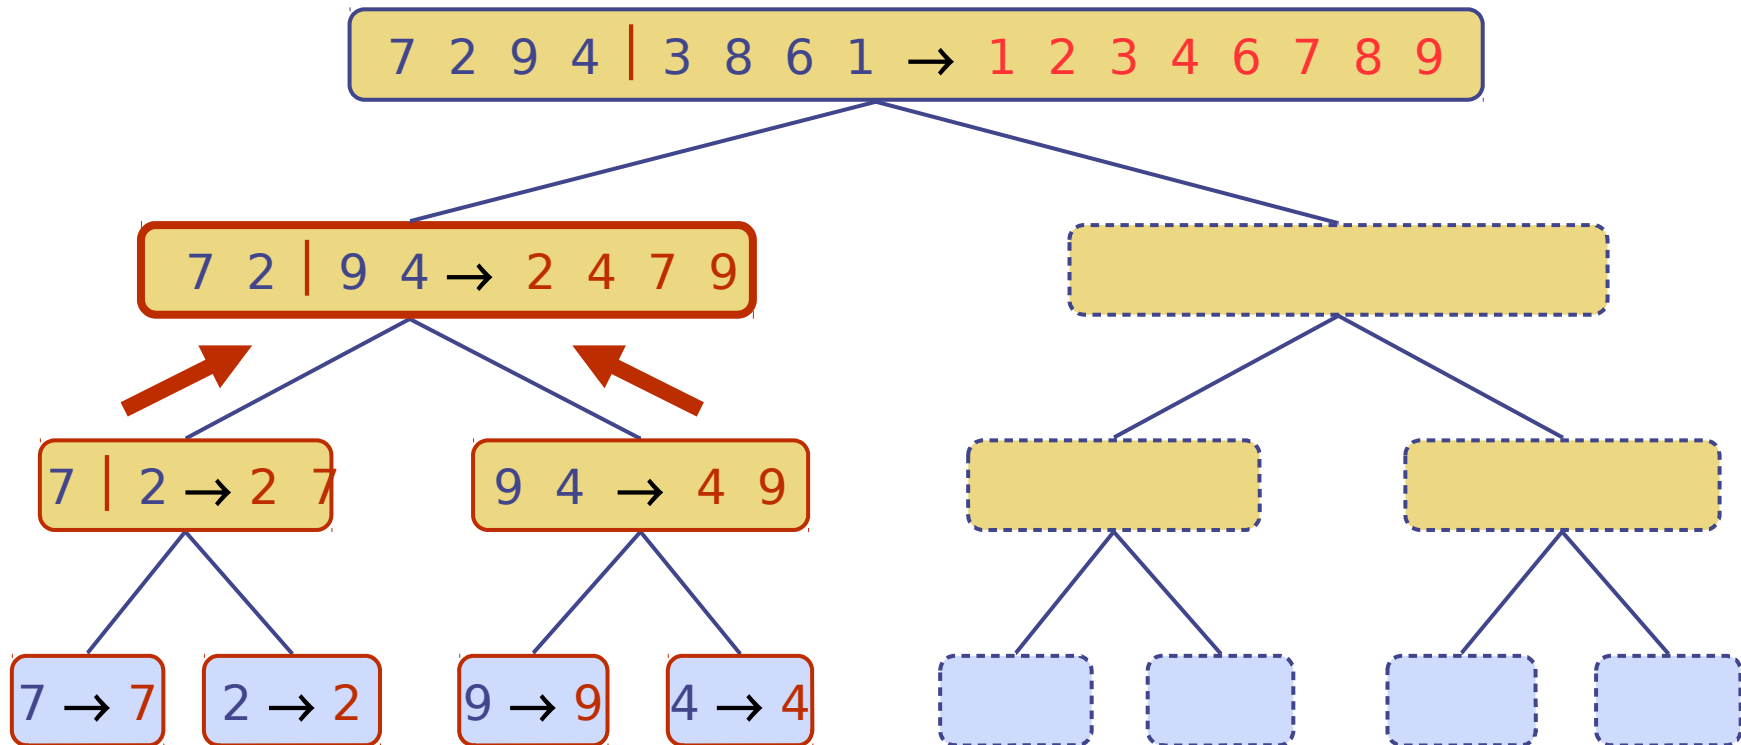 7 2 9 4 | 3 8 6 1 → 1 2 3 4 6 7 8 9
7 2 | 9 4 → 2 4 7 9
7 | 2 → 2 7
9 4 → 4 9
7 → 7
2 → 2
9 → 9
4 → 4